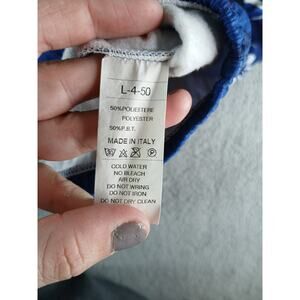 L-4-50
50%POLIESTERE
POLYESTER
50%P.B.T.
MADE IN ITALY
COLD WATER
NO BLEACH
AIR DRY
DO NOT WRING
DO NOT IRON
DO NOT DRY CLEAN